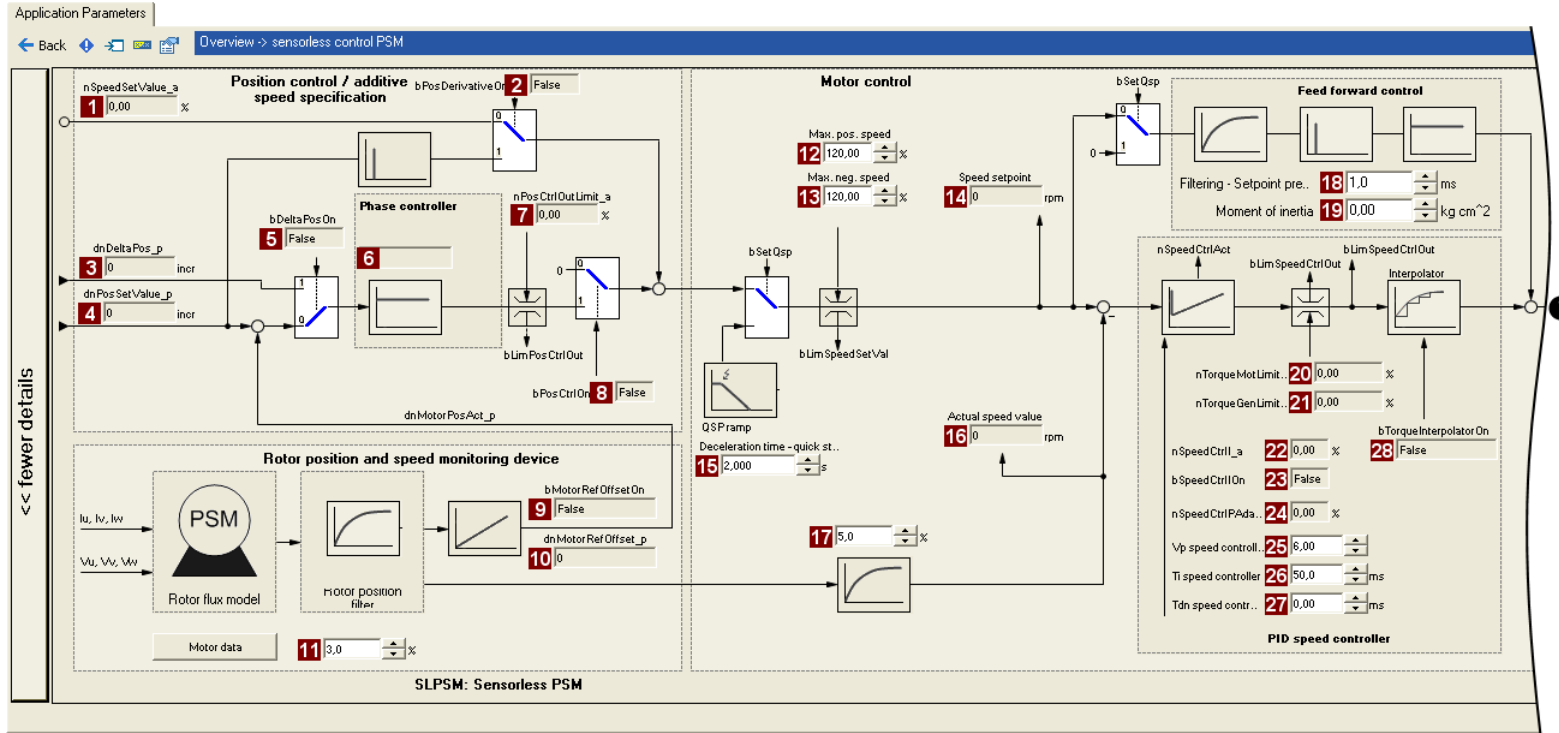 Application Parameters
Back
Overview -> sensorless control PSM
<< fewer details
Position control / additive
speed specification
nSpeedSetValue_a
1 0,00 %
bPosDerivativeOn
2 False
0
1
Phase controller
nPosCtrlOutLimit_a
7 0,00 %
bDeltaPosOn
5 False
6
dnDeltaPos_p
3 0 incr
dnPosSetValue_p
4 0 incr
1
0
0
0
1
bLimPosCtrlOut
bPosCtrlOn 8 False
dnMotorPosAct_p
Rotor position and speed monitoring device
Iu, Iv, Iw
Vu, Vv, Vw
PSM
Rotor flux model
Rotor position
filter
bMotorRefOffsetOn
9 False
dnMotorRefOffset_p
10 0
Motor data
11 3,0 %
SLPSM: Sensorless PSM
Motor control
Max. pos. speed
12 120,00 %
Max. neg. speed
13 120,00 %
Speed setpoint
14 0 rpm
bSetQsp
bLimSpeedSetVal
QSP ramp
Deceleration time - quick st..
15 2,000 s
Actual speed value
16 0 rpm
17 5,0 %
bSetQsp
0
0
1
Feed forward control
Filtering - Setpoint pre.. 18 1,0 ms
Moment of inertia 19 0,00 kg cm^2
nSpeedCtrlAct
bLimSpeedCtrlOut
bLimSpeedCtrlOut
Interpolator
-
nTorqueMotLimit.. 20 0,00 %
nTorqueGenLimit.. 21 0,00 %
bTorqueInterpolatorOn
28 False
nSpeedCtrlI_a 22 0,00 %
bSpeedCtrlIOn 23 False
nSpeedCtrlPAda.. 24 0,00 %
Vp speed controll.. 25 6,00
Ti speed controller 26 50,0 ms
Tdn speed contr.. 27 0,00 ms
PID speed controller